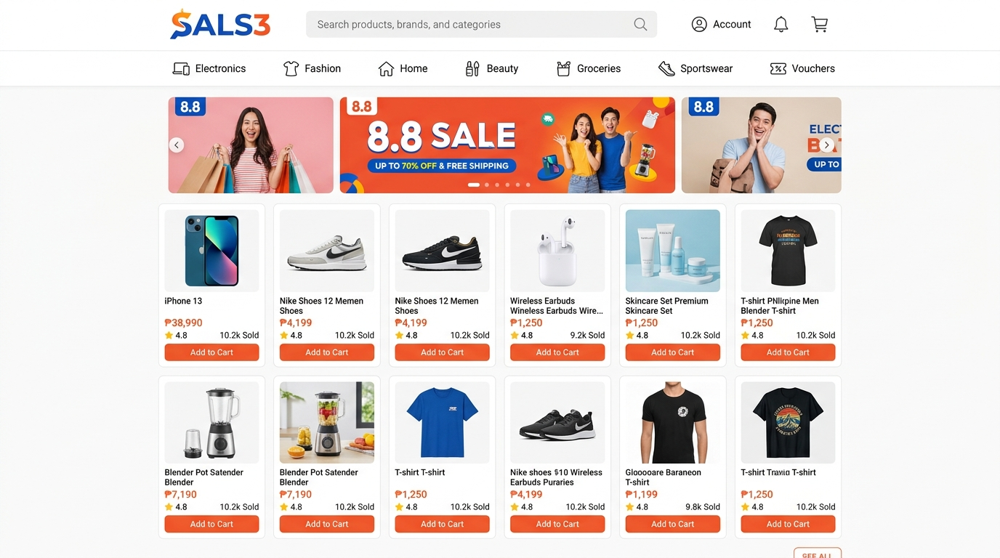 SALS3
Search products, brands, and categories
Account
Electronics
Fashion
Home
Beauty
Groceries
Sportswear
Vouchers
8.8
8.8
8.8 SALE
UP TO 70% OFF & FREE SHIPPING
8.8
ELEC
BA
UP TO
iPhone 13
₱38,990
4.8
10.2k Sold
Add to Cart
Nike Shoes 12 Memen
Shoes
₱4,199
4.8
10.2k Sold
Add to Cart
Nike Shoes 12 Memen
Shoes
₱4,199
4.8
10.2k Sold
Add to Cart
Wireless Earbuds
Wineless Earbuds Wire...
₱1,250
4.8
9.2k Sold
Add to Cart
Skincare Set Premium
Skincare Set
₱1,250
4.8
10.2k Sold
Add to Cart
T-shirt Men
Blender T-shirt
₱1,250
4.8
10.2k Sold
Add to Cart
Blender Pot Satender
Blender
₱7,190
4.8
10.2k Sold
Add to Cart
Blender Pot Satender
Blender
₱7,190
4.8
10.2k Sold
Add to Cart
T-shirt T-shirt
₱1,250
4.8
10.2k Sold
Add to Cart
Nike shoes $10 Wireless
Earbuds Puraries
₱4,199
4.8
10.2k Sold
Add to Cart
Glooooare Baraneon
T-shirt
₱1,199
4.8
9.8k Sold
Add to Cart
T-shirt T-shirt
₱1,250
4.8
10.2k Sold
Add to Cart